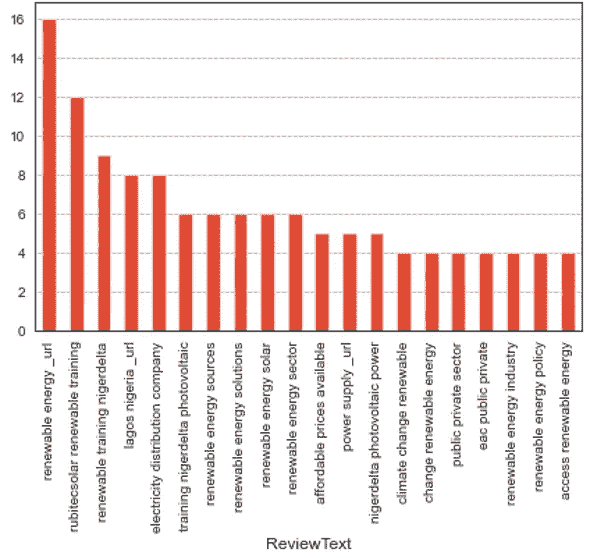 16
14
12
10
8
6
4
2
0
renewable energy _url
rubitecsolar renewable training
renewable training nigerdelta
lagos nigeria _url
electricity distribution company
training nigerdelta photovoltaic
renewable energy sources
renewable energy solutions
renewable energy solar
renewable energy sector
affordable prices available
power supply _url
nigerdelta photovoltaic power
climate change renewable
change renewable energy
public private sector
eac public private
renewable energy industry
renewable energy policy
access renewable energy
ReviewText